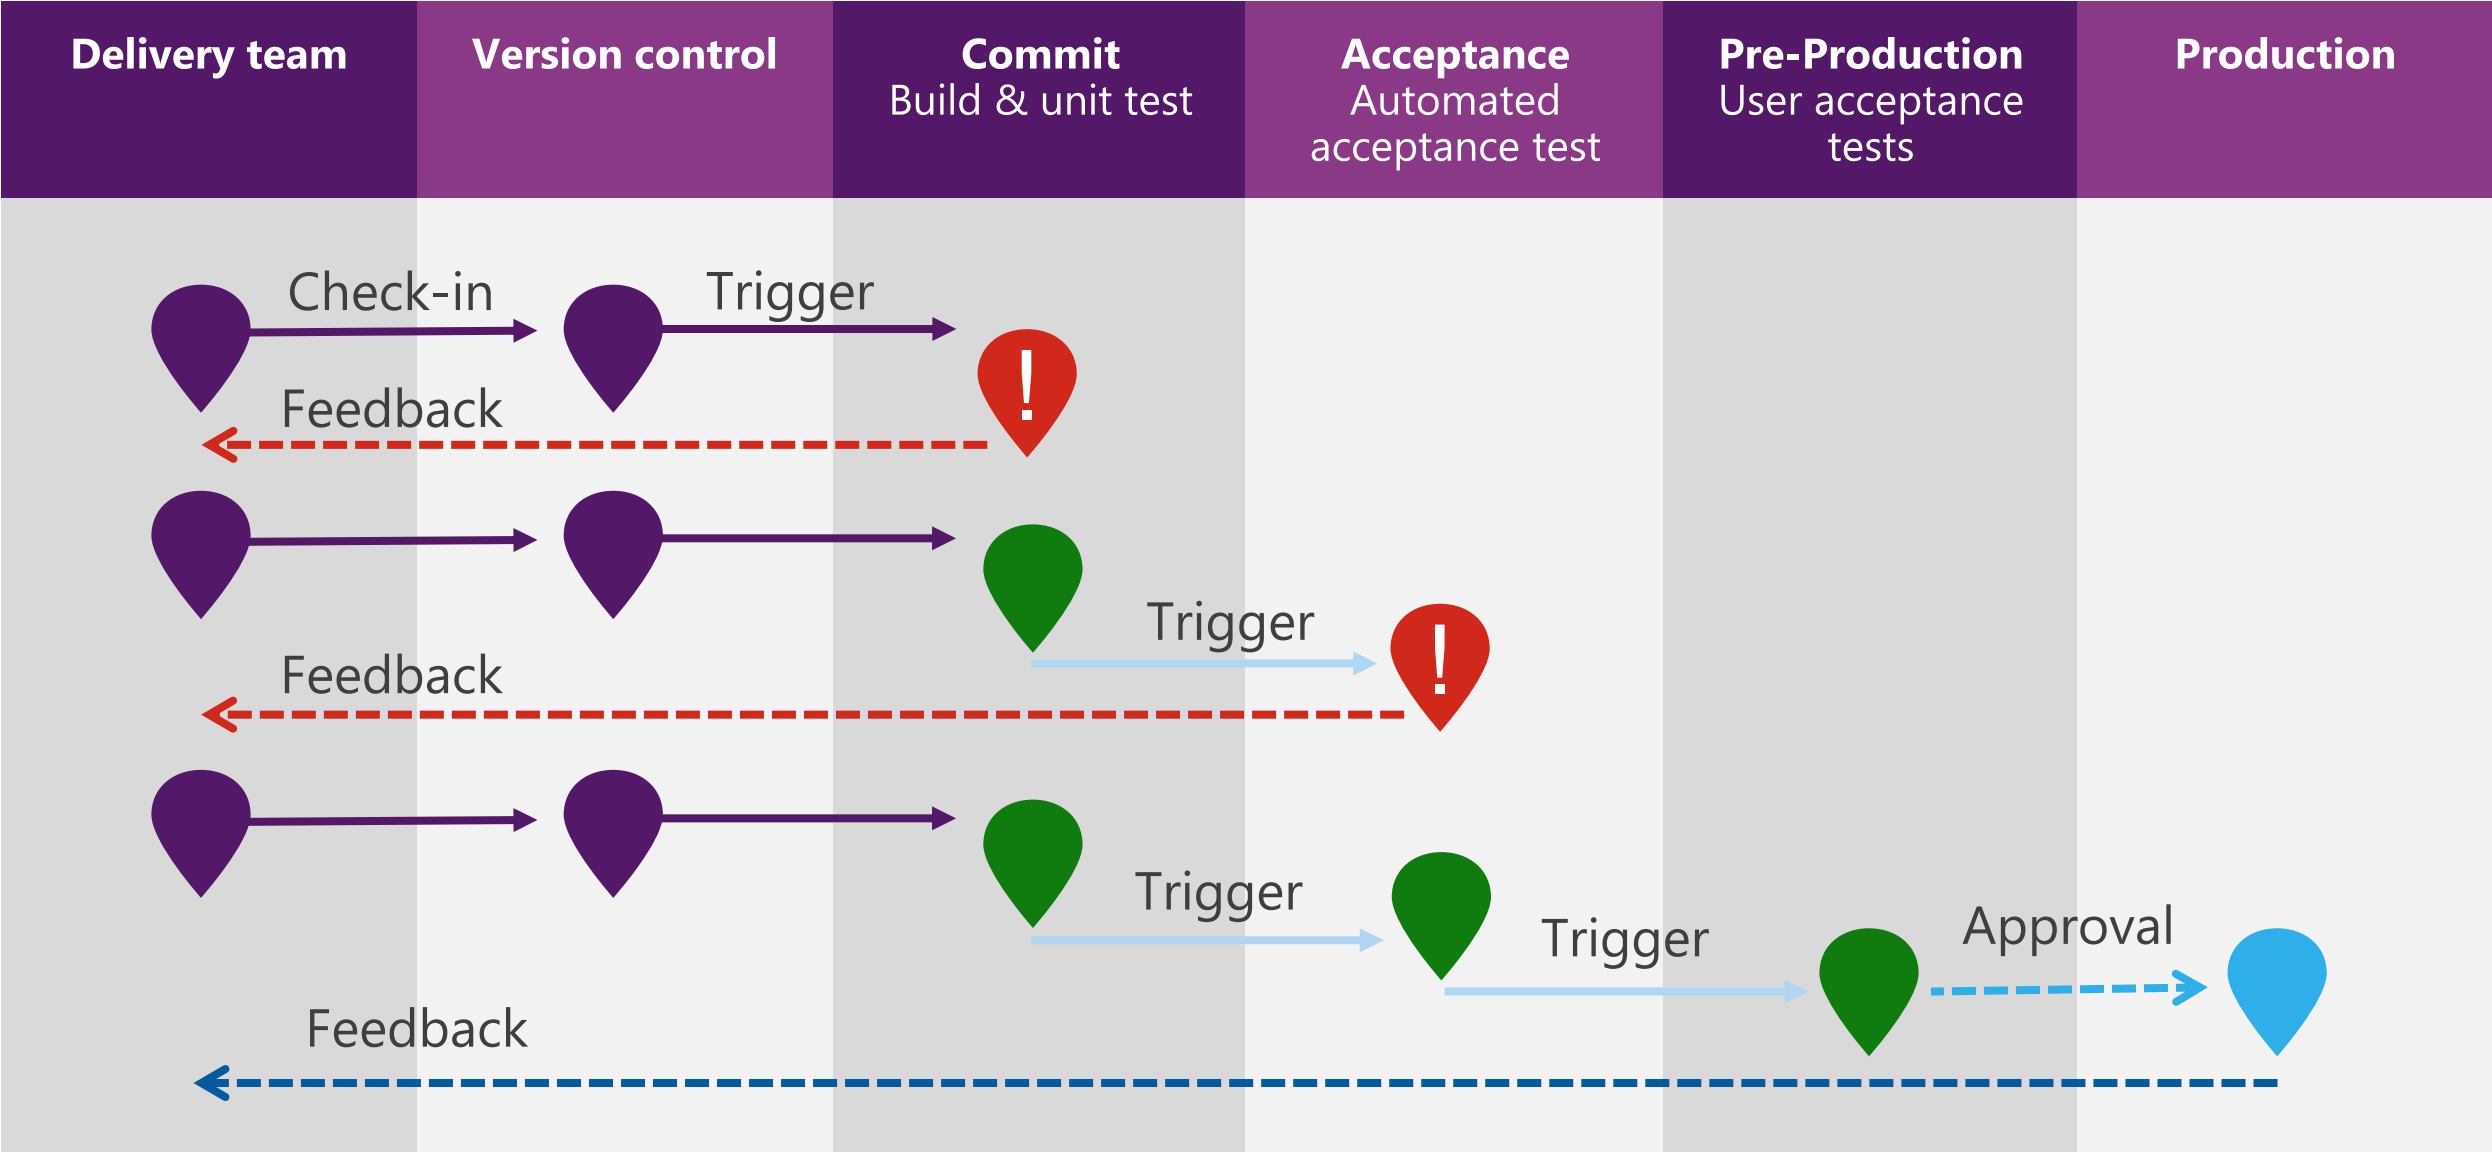 Delivery team
Version control
Commit
Build & unit test
Acceptance
Automated
acceptance test
Pre-Production
User acceptance
tests
Production
Check-in
Trigger
!
Feedback
Trigger
!
Feedback
Trigger
Trigger
Approval
Feedback